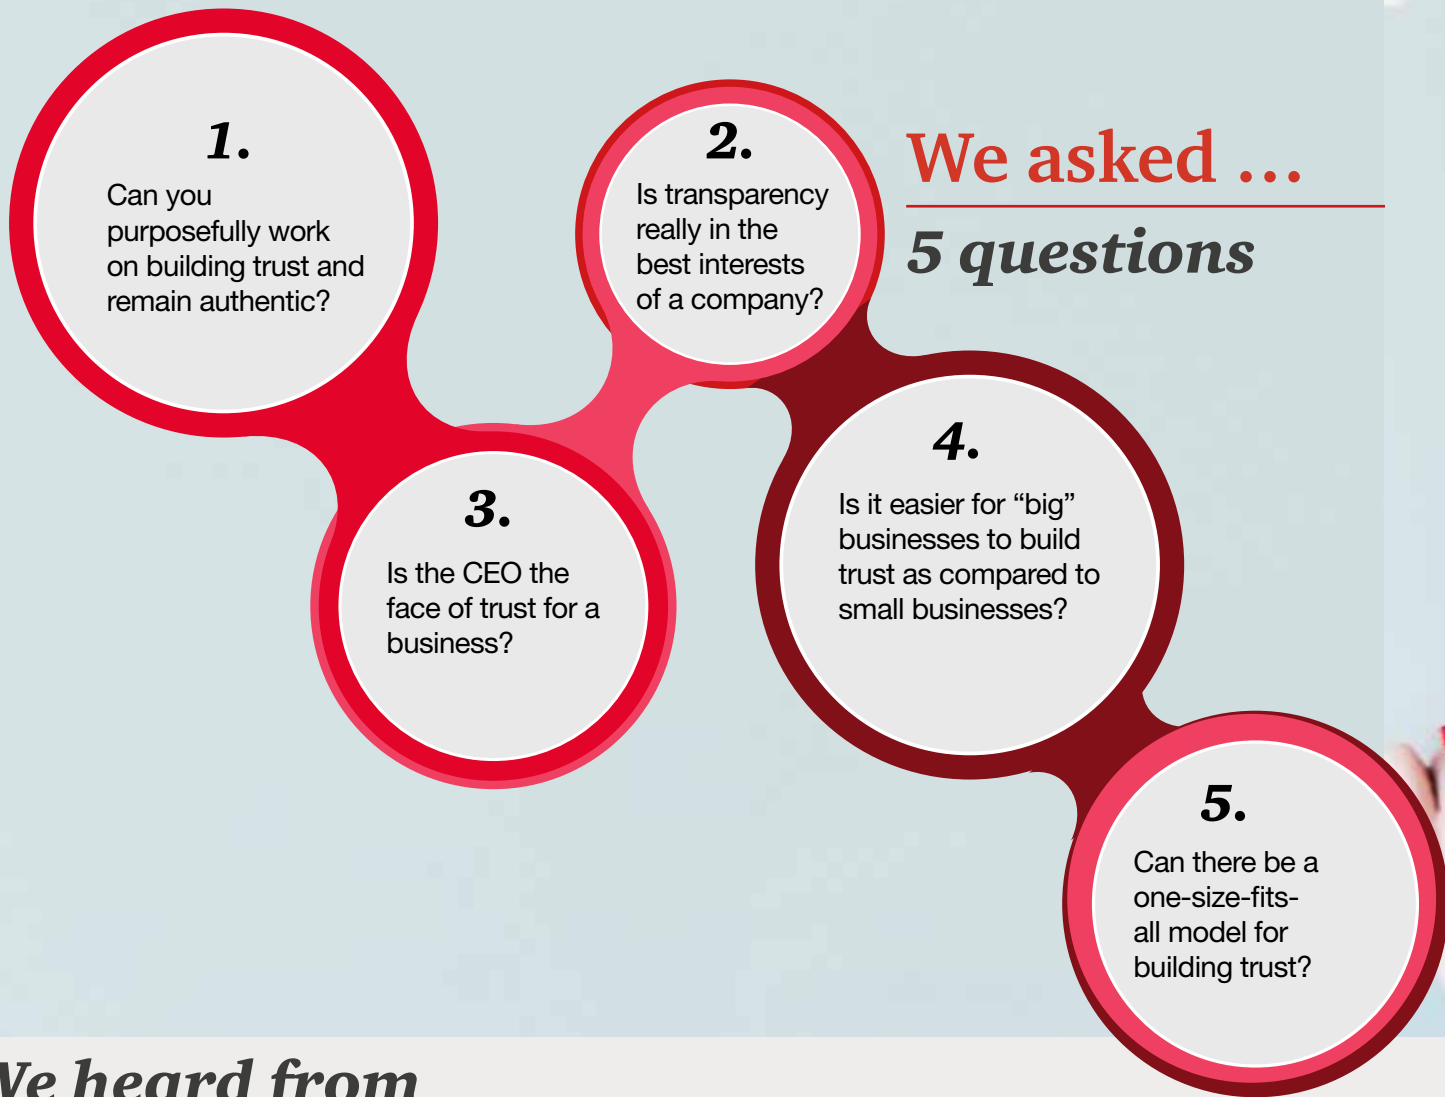 We asked ...
5 questions
1.
Can you
purposefully work
on building trust and
remain authentic?
2.
Is transparency
really in the
best interests
of a company?
3.
Is the CEO the
face of trust for a
business?
4.
Is it easier for “big”
businesses to build
trust as compared to
small businesses?
5.
Can there be a
one-size-fits-
all model for
building trust?
We heard from